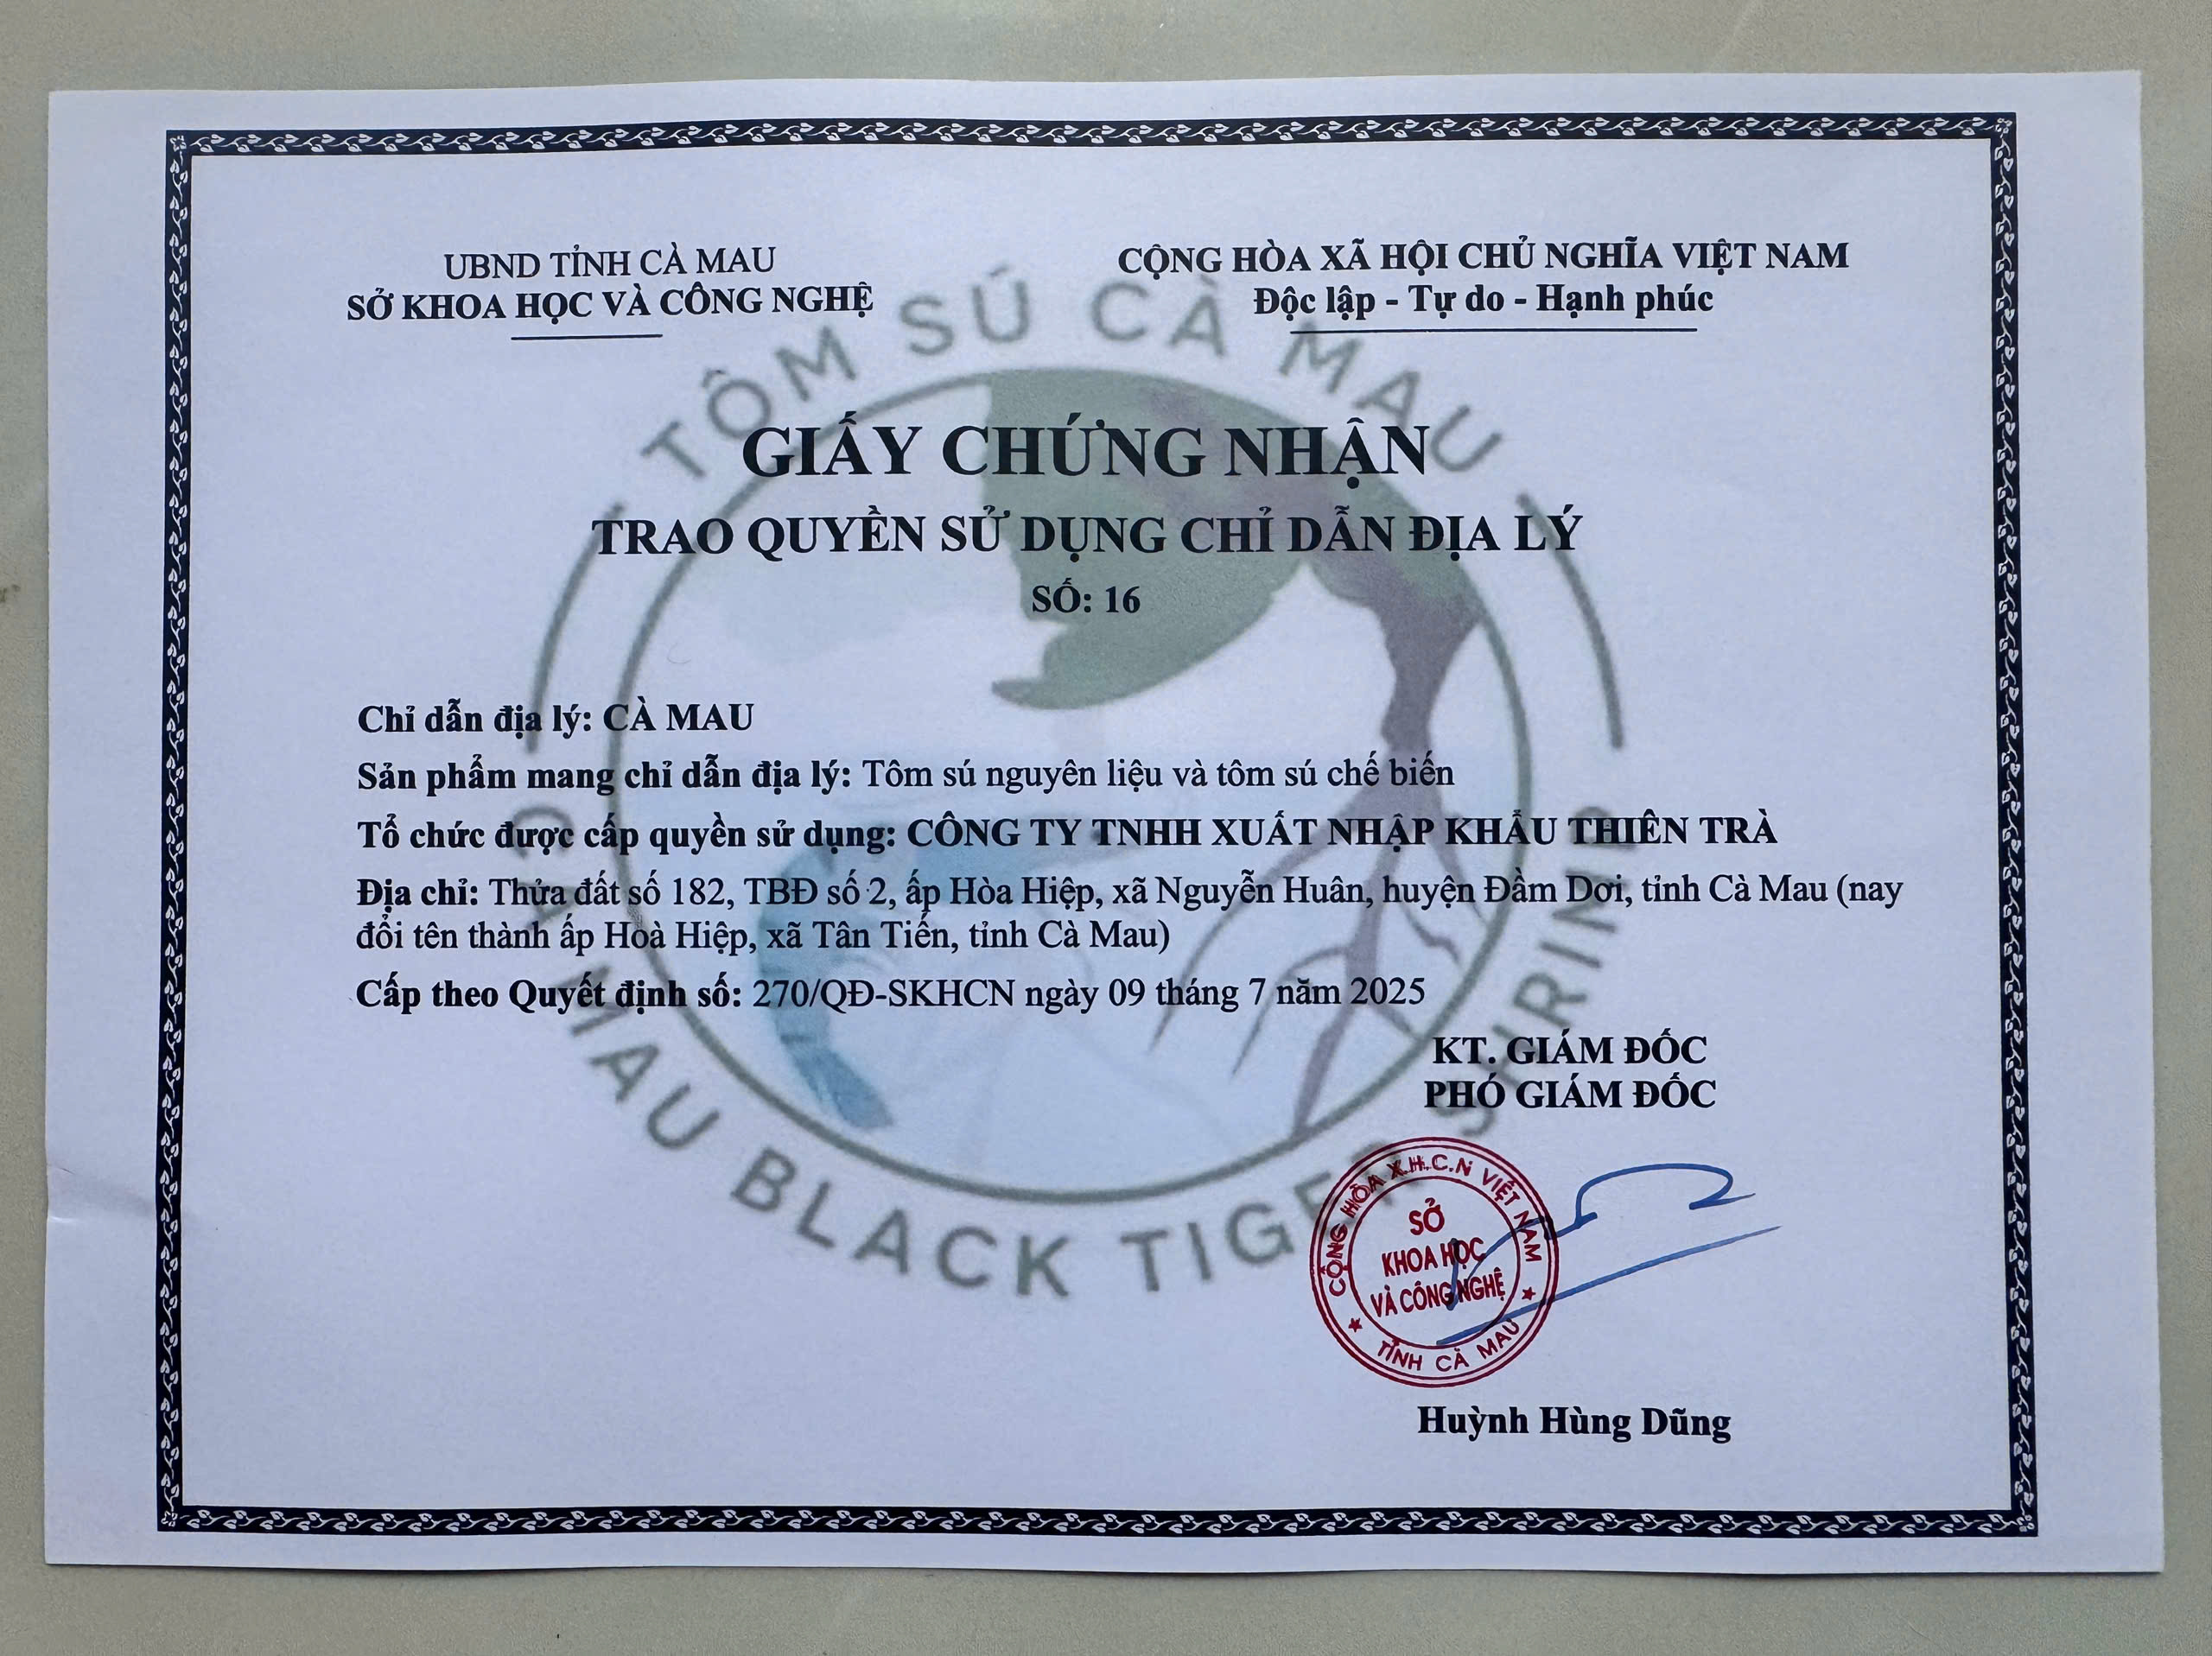 UBND TỈNH CÀ MAU
SỞ KHOA HỌC VÀ CÔNG NGHỆ
CỘNG HÒA XÃ HỘI CHỦ NGHĨA VIỆT NAM
Độc lập - Tự do - Hạnh phúc
TÔM SÚ CÀ MAU
GIẤY CHỨNG NHẬN
TRAO QUYỀN SỬ DỤNG CHỈ DẪN ĐỊA LÝ
SỐ: 16
Chỉ dẫn địa lý: CÀ MAU
Sản phẩm mang chỉ dẫn địa lý: Tôm sú nguyên liệu và tôm sú chế biến
Tổ chức được cấp quyền sử dụng: CÔNG TY TNHH XUẤT NHẬP KHẨU THIÊN TRÀ
Địa chỉ: Thửa đất số 182, TBĐ số 2, ấp Hòa Hiệp, xã Nguyễn Huân, huyện Đầm Dơi, tỉnh Cà Mau (nay
đổi tên thành ấp Hoà Hiệp, xã Tân Tiến, tỉnh Cà Mau)
Cấp theo Quyết định số: 270/QĐ-SKHCN ngày 09 tháng 7 năm 2025
CA MAU BLACK TIGER SHRIMP
KT. GIÁM ĐỐC
PHÓ GIÁM ĐỐC
CỘNG HÒA X.H.C.N VIỆT NAM
SỞ
KHOA HỌC
VÀ CÔNG NGHỆ
TỈNH CÀ MAU
Huỳnh Hùng Dũng